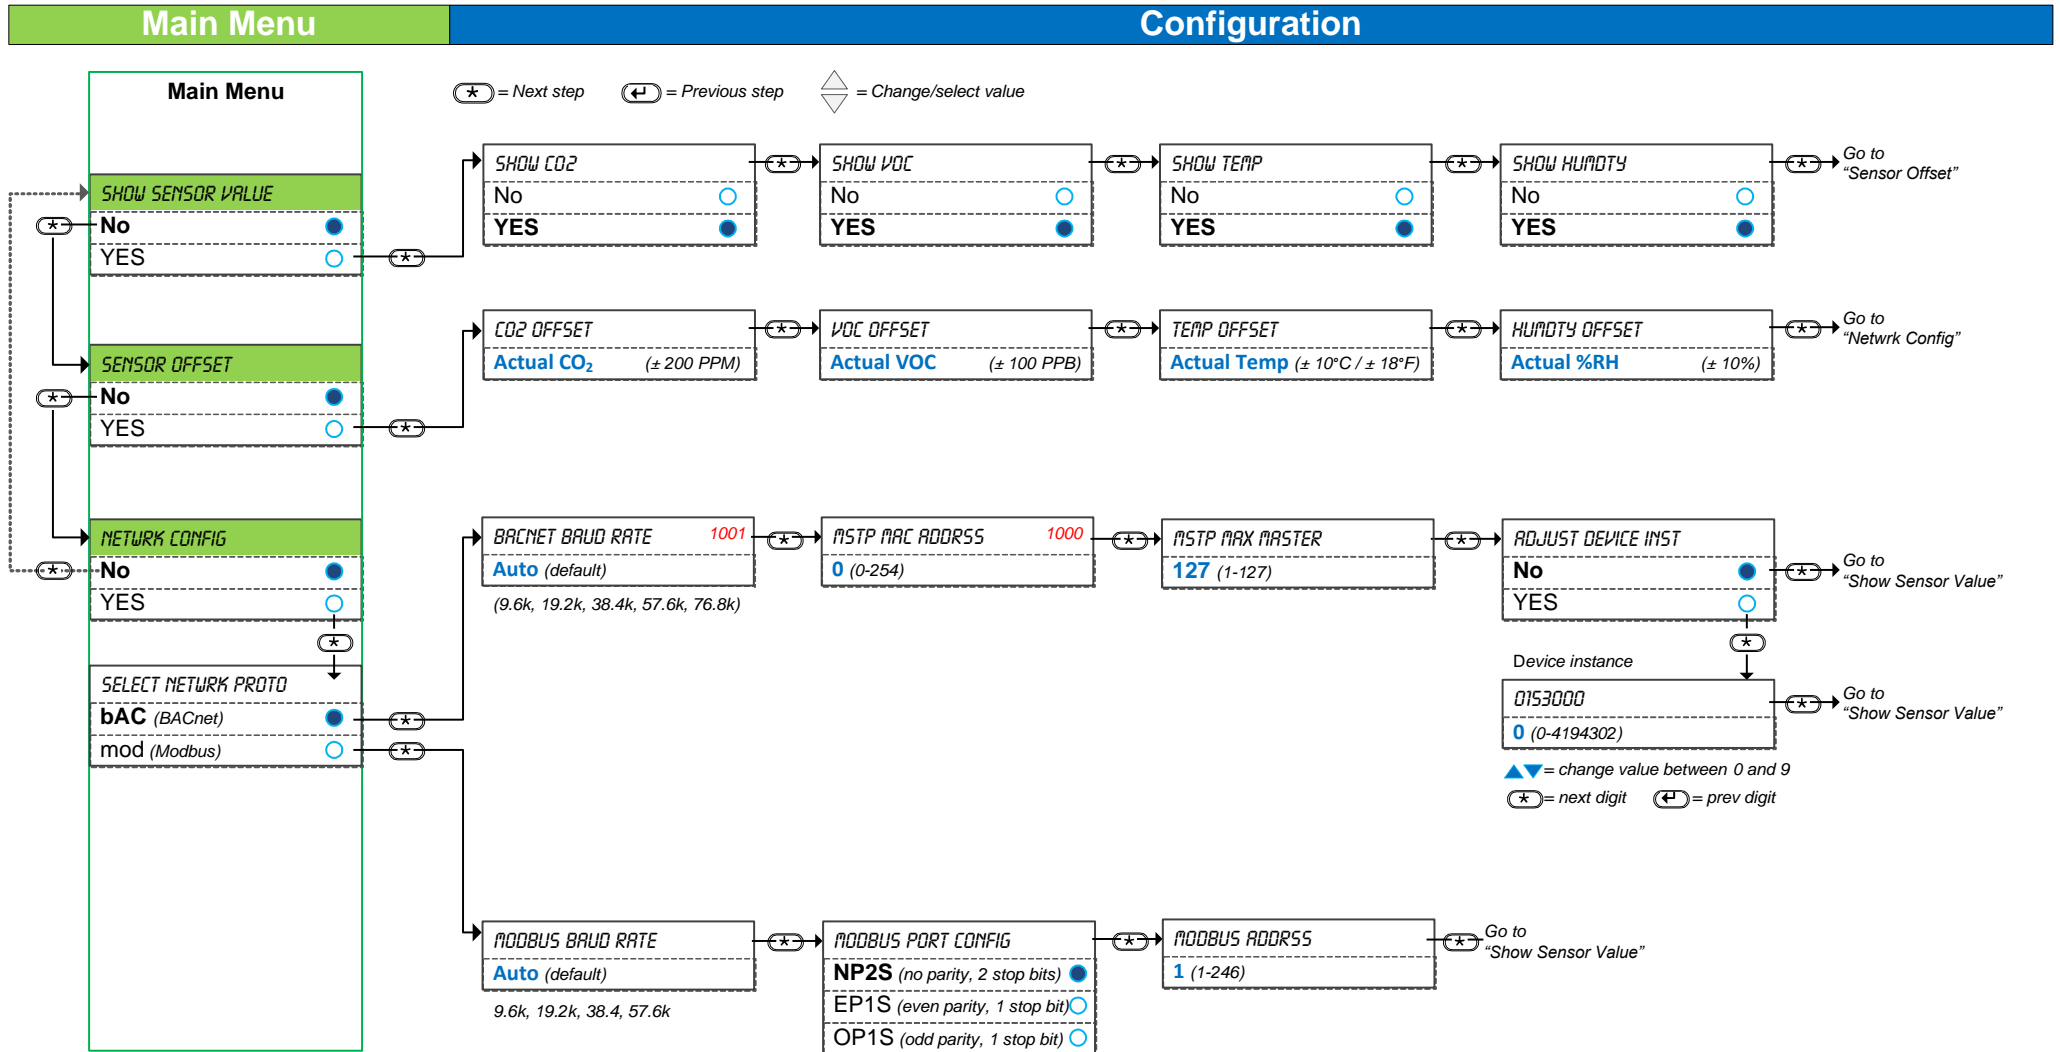 Main Menu
Configuration
Main Menu
= Next step
= Previous step
= Change/select value
SHOW SENSOR VALUE
No
YES
SHOW CO2
No
YES
SHOW VOC
No
YES
SHOW TEMP
No
YES
SHOW HUMDTY
No
YES
Go to
“Sensor Offset”
SENSOR OFFSET
No
YES
CO2 OFFSET
Actual CO₂ (± 200 PPM)
VOC OFFSET
Actual VOC (± 100 PPB)
TEMP OFFSET
Actual Temp (± 10°C / ± 18°F)
HUMDTY OFFSET
Actual %RH (± 10%)
Go to
“Netwrk Config”
NETWRK CONFIG
No
YES
SELECT NETWRK PROTO
bAC (BACnet)
mod (Modbus)
BACNET BAUD RATE 1001
Auto (default)
(9.6k, 19.2k, 38.4k, 57.6k, 76.8k)
MSTP MAC ADDRSS 1000
0 (0-254)
MSTP MAX MASTER
127 (1-127)
ADJUST DEVICE INST
No
YES
Go to
“Show Sensor Value”
Device instance
0153000
0 (0-4194302)
Go to
“Show Sensor Value”
= change value between 0 and 9
= next digit
= prev digit
MODBUS BAUD RATE
Auto (default)
9.6k, 19.2k, 38.4, 57.6k
MODBUS PORT CONFIG
NP2S (no parity, 2 stop bits)
EP1S (even parity, 1 stop bit)
OP1S (odd parity, 1 stop bit)
MODBUS ADDRSS
1 (1-246)
Go to
“Show Sensor Value”